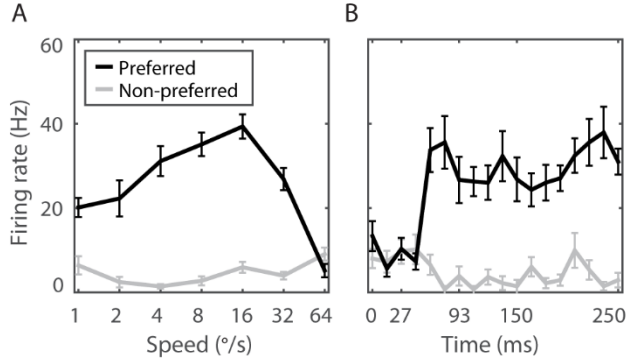 A
B
60
40
20
0
Firing rate (Hz)
Preferred
Non-preferred
1 2 4 8 16 32 64
Speed (°/s)
0 27 93 150 250
Time (ms)